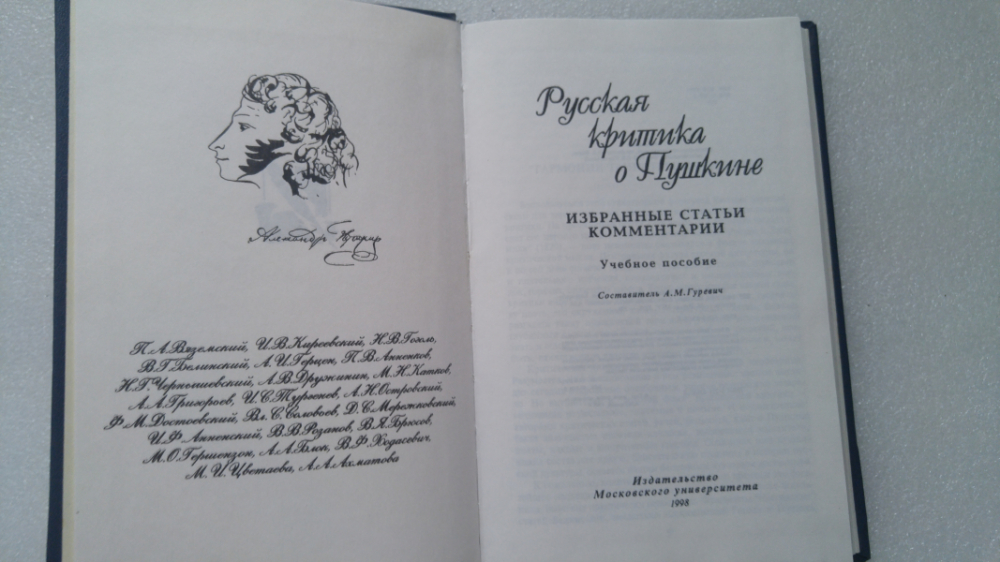 Александръ Пушкин
П.А.Вяземский, И.В.Киреевский, Н.В.Гоголь,
В.Г.Белинский, А.И.Герцен, П.В.Анненков,
Н.Г.Чернышевский, А.В.Дружинин, М.Н.Катков,
А.А.Григорьев, И.С.Тургенев, А.Н.Островский,
Ф.М.Достоевский, Вл.С.Соловьев, Д.С.Мережковский,
И.Ф.Анненский, В.В.Розанов, В.Я.Брюсов,
М.О.Гершензон, А.А.Блок, В.Ф.Ходасевич,
М.И.Цветаева, А.А.Ахматова
Русская
критика
о Пушкине
ИЗБРАННЫЕ СТАТЬИ
КОММЕНТАРИИ
Учебное пособие
Составитель А.М.Гуревич
Издательство
Московского университета
1998